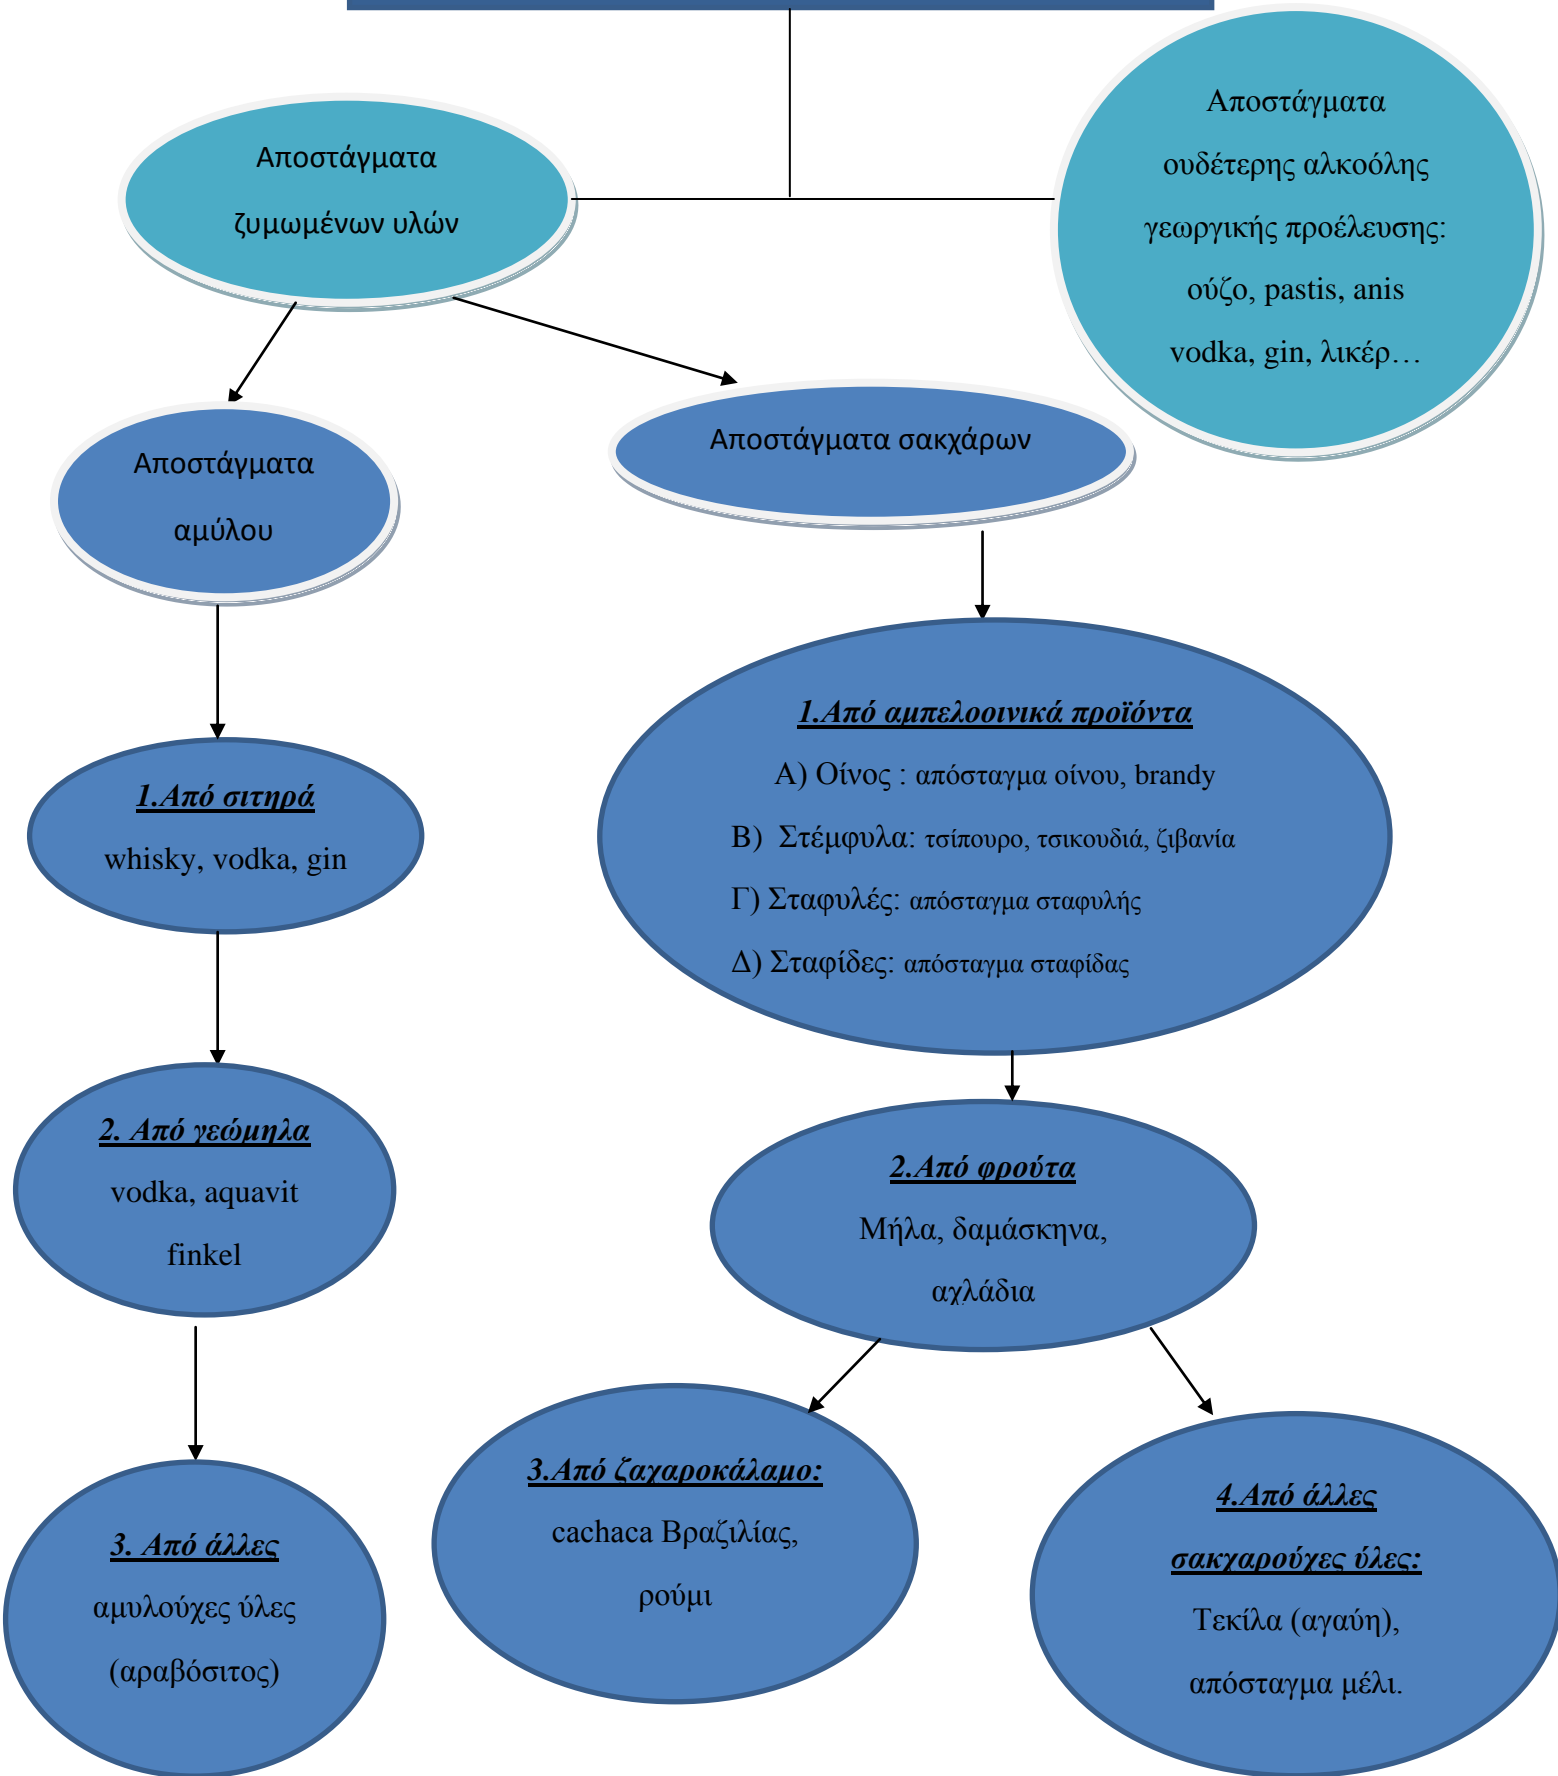 Αποστάγματα
ζυμωμένων υλών
Αποστάγματα
ουδέτερης αλκοόλης
γεωργικής προέλευσης:
ούζο, pastis, anis
vodka, gin, λικέρ…
Αποστάγματα
αμύλου
Αποστάγματα σακχάρων
1.Από σιτηρά
whisky, vodka, gin
1.Από αμπελοοινικά προϊόντα
Α) Οίνος : απόσταγμα οίνου, brandy
Β) Στέμφυλα: τσίπουρο, τσικουδιά, ζιβανία
Γ) Σταφυλές: απόσταγμα σταφυλής
Δ) Σταφίδες: απόσταγμα σταφίδας
2. Από γεώμηλα
vodka, aquavit
finkel
2.Από φρούτα
Μήλα, δαμάσκηνα,
αχλάδια
3. Από άλλες
αμυλούχες ύλες
(αραβόσιτος)
3.Από ζαχαροκάλαμο:
cachaca Βραζιλίας,
ρούμι
4.Από άλλες
σακχαρούχες ύλες:
Τεκίλα (αγαύη),
απόσταγμα μέλι.